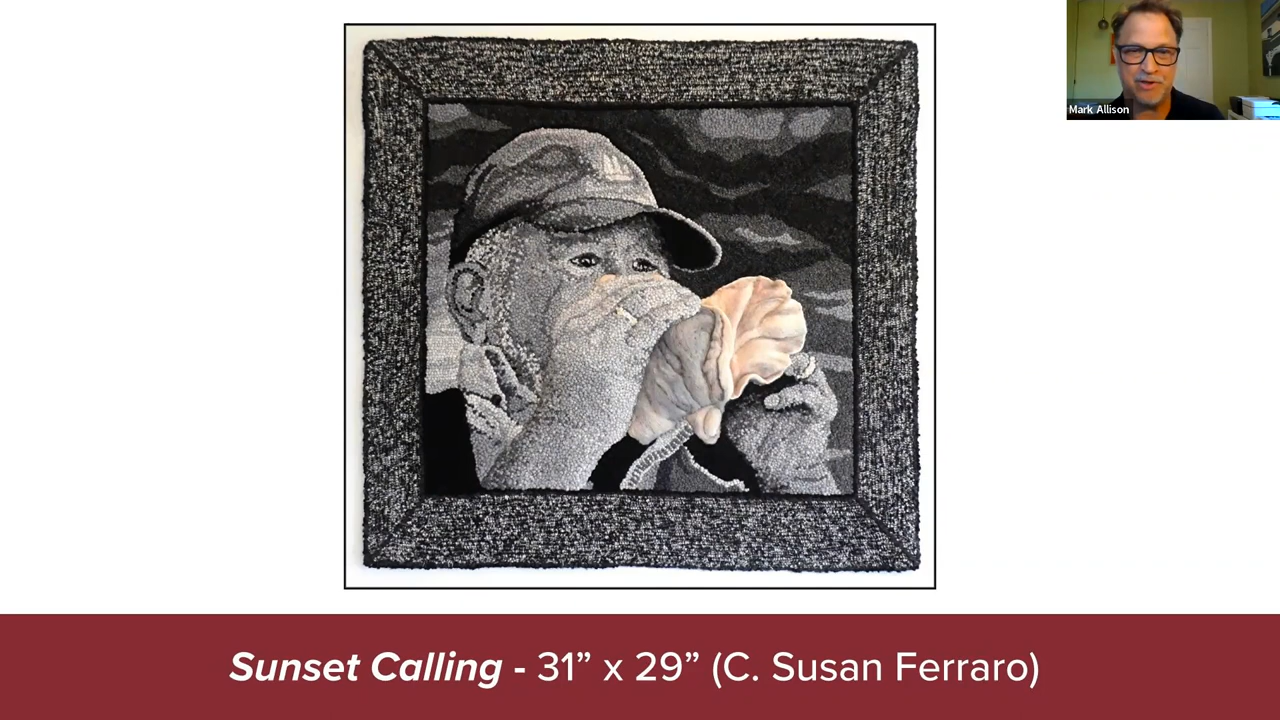 Mark Allison
Sunset Calling - 31” x 29” (C. Susan Ferraro)